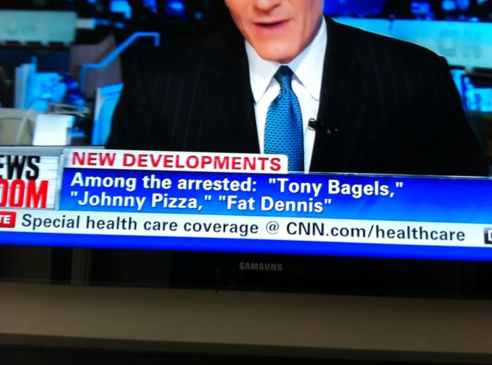 NEW DEVELOPMENTS
EWS
OOM
Among the arrested: "Tony Bagels,"
"Johnny Pizza," "Fat Dennis"
TE
Special health care coverage @ CNN.com/healthcare
SAMSUNG